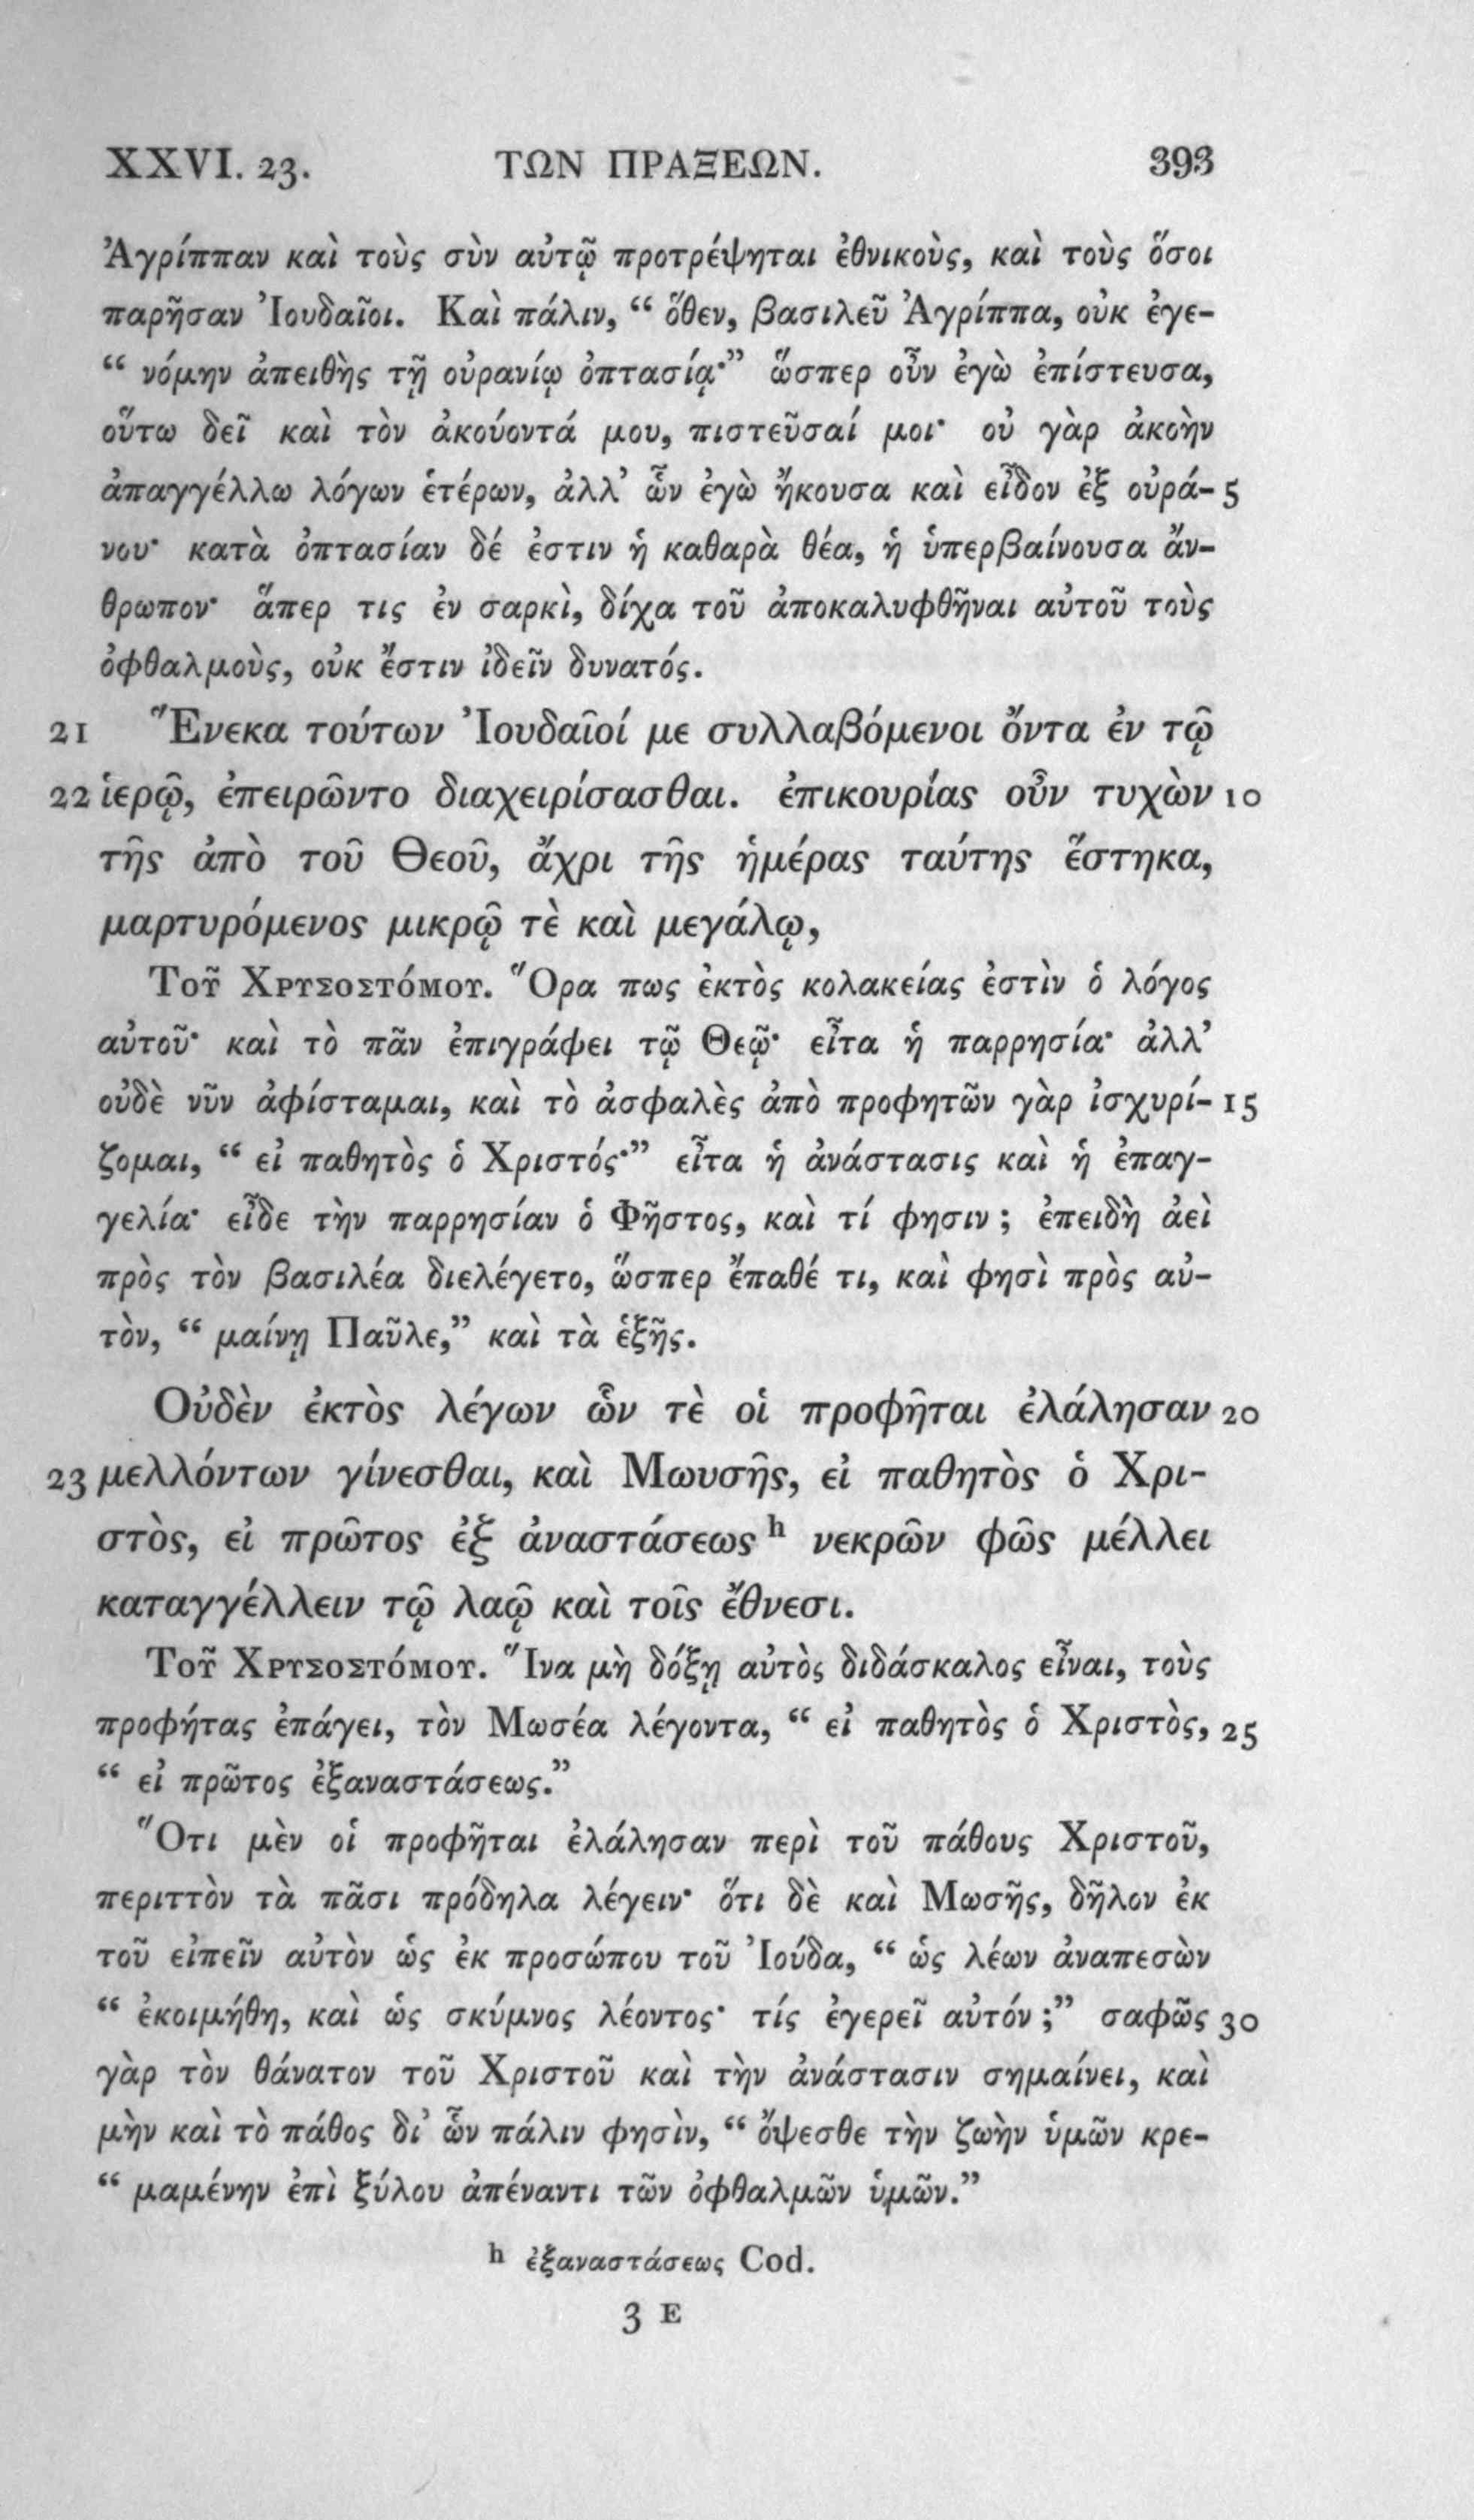 XXVI. 23. ΤΩΝ ΠΡΑΞΕΩΝ. 393
Ἀγρίππαν καὶ τοὺς σὺν αὐτῷ προτρέψηται ἐθνικοὺς, καὶ τοὺς ὅσοι
παρῆσαν Ἰουδαῖοι. Καὶ πάλιν, “ ὅθεν, βασιλεῦ Ἀγρίππα, οὐκ ἐγε-
“ νόμην ἀπειθὴς τῇ οὐρανίῳ ὀπτασίᾳ·” ὥσπερ οὖν ἐγὼ ἐπίστευσα,
οὕτω δεῖ καὶ τὸν ἀκούοντά μου, πιστεῦσαί μοι· οὐ γὰρ ἀκοὴν
ἀπαγγέλλω λόγων ἑτέρων, ἀλλ’ ὧν ἐγὼ ἤκουσα καὶ εἶδον ἐξ οὐρά- 5
νου· κατὰ ὀπτασίαν δέ ἐστιν ἡ καθαρὰ θέα, ἡ ὑπερβαίνουσα ἄν-
θρωπον· ἅπερ τις ἐν σαρκὶ, δίχα τοῦ ἀποκαλυφθῆναι αὐτοῦ τοὺς
ὀφθαλμοὺς, οὐκ ἔστιν ἰδεῖν δυνατός.
21 Ἕνεκα τούτων Ἰουδαῖοί με συλλαβόμενοι ὄντα ἐν τῷ
22 ἱερῷ, ἐπειρῶντο διαχειρίσασθαι. ἐπικουρίας οὖν τυχὼν 10
τῆς ἀπὸ τοῦ Θεοῦ, ἄχρι τῆς ἡμέρας ταύτης ἕστηκα,
μαρτυρόμενος μικρῷ τὲ καὶ μεγάλῳ,
Τοῦ Χρυσοστόμου. Ὅρα πως ἐκτὸς κολακείας ἐστὶν ὁ λόγος
αὐτοῦ· καὶ τὸ πᾶν ἐπιγράφει τῷ Θεῷ· εἶτα ἡ παρρησία· ἀλλ’
οὐδὲ νῦν ἀφίσταμαι, καὶ τὸ ἀσφαλὲς ἀπὸ προφητῶν γὰρ ἰσχυρί- 15
ζομαι, “ εἰ παθητὸς ὁ Χριστός·” εἶτα ἡ ἀνάστασις καὶ ἡ ἐπαγ-
γελία· εἶδε τὴν παρρησίαν ὁ Φῆστος, καὶ τί φησιν ; ἐπειδὴ ἀεὶ
πρὸς τὸν βασιλέα διελέγετο, ὥσπερ ἔπαθέ τι, καὶ φησὶ πρὸς αὐ-
τὸν, “ μαίνῃ Παῦλε,” καὶ τὰ ἑξῆς.
Οὐδὲν ἐκτὸς λέγων ὧν τὲ οἱ προφῆται ἐλάλησαν 20
23 μελλόντων γίνεσθαι, καὶ Μωυσῆς, εἰ παθητὸς ὁ Χρι-
στὸς, εἰ πρῶτος ἐξ ἀναστάσεως h νεκρῶν φῶς μέλλει
καταγγέλλειν τῷ λαῷ καὶ τοῖς ἔθνεσι.
Τοῦ Χρυσοστόμου. Ἵνα μὴ δόξῃ αὐτὸς διδάσκαλος εἶναι, τοὺς
προφήτας ἐπάγει, τὸν Μωσέα λέγοντα, “ εἰ παθητὸς ὁ Χριστὸς, 25
“ εἰ πρῶτος ἐξαναστάσεως.”
Ὅτι μὲν οἱ προφῆται ἐλάλησαν περὶ τοῦ πάθους Χριστοῦ,
περιττὸν τὰ πᾶσι πρόδηλα λέγειν· ὅτι δὲ καὶ Μωσῆς, δῆλον ἐκ
τοῦ εἰπεῖν αὐτὸν ὡς ἐκ προσώπου τοῦ Ἰούδα, “ ὡς λέων ἀναπεσὼν
“ ἐκοιμήθη, καὶ ὡς σκύμνος λέοντος· τίς ἐγερεῖ αὐτόν ;” σαφῶς 30
γὰρ τὸν θάνατον τοῦ Χριστοῦ καὶ τὴν ἀνάστασιν σημαίνει, καὶ
μὴν καὶ τὸ πάθος δι’ ὧν πάλιν φησὶν, “ ὄψεσθε τὴν ζωὴν ὑμῶν κρε-
“ μαμένην ἐπὶ ξύλου ἀπέναντι τῶν ὀφθαλμῶν ὑμῶν.”
h ἐξαναστάσεως Cod.
3 E